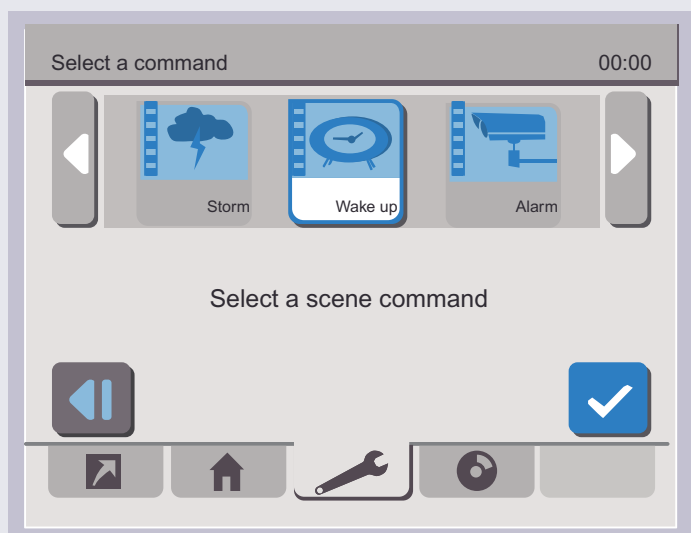 Select a command 00:00
Storm Wake up Alarm
Select a scene command